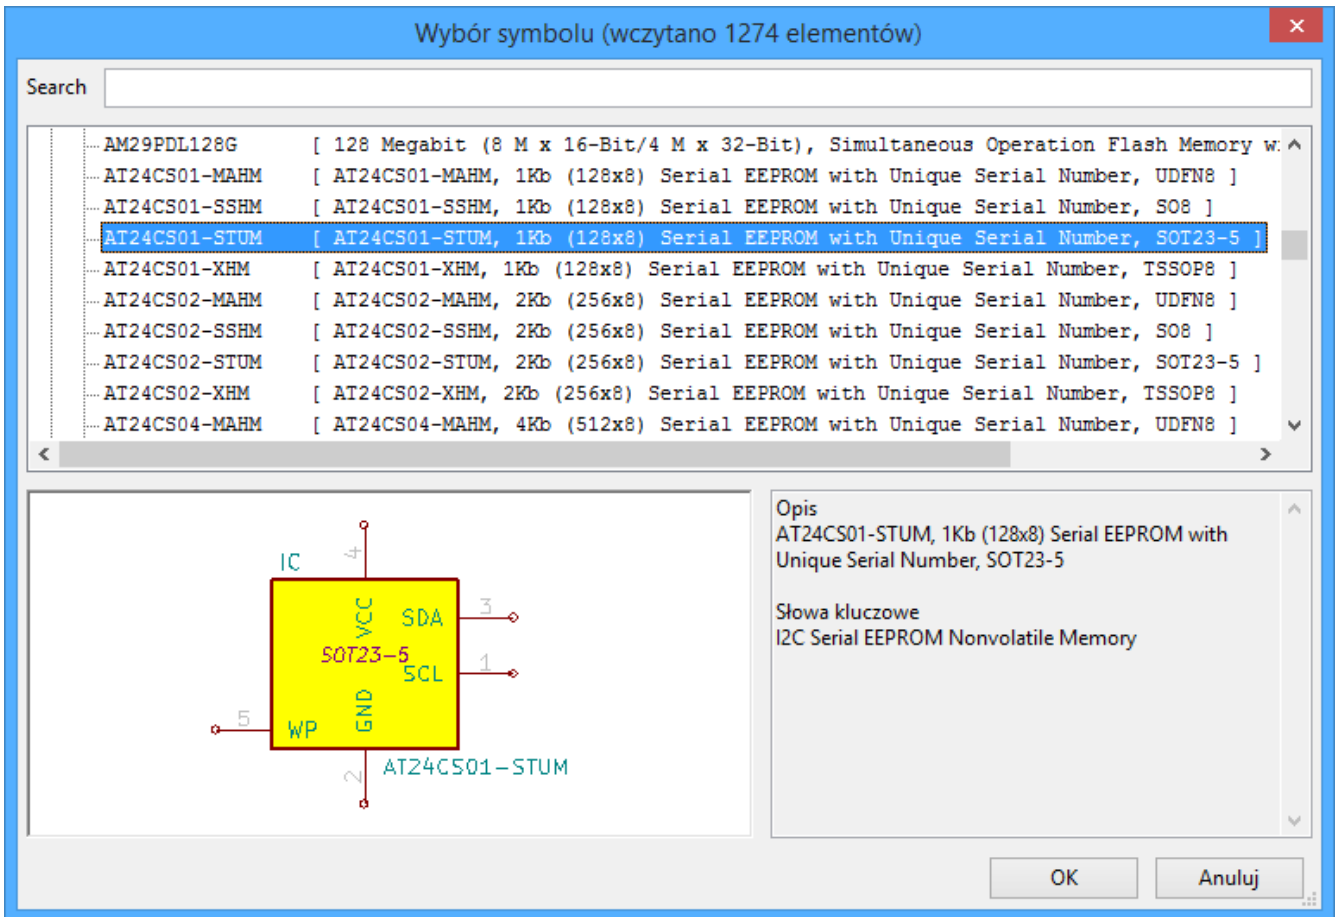 Wybór symbolu (wczytano 1274 elementów)
Search
AM29PDL128G [ 128 Megabit (8 M x 16-Bit/4 M x 32-Bit), Simultaneous Operation Flash Memory wi
AT24CS01-MAHM [ AT24CS01-MAHM, 1Kb (128x8) Serial EEPROM with Unique Serial Number, UDFN8 ]
AT24CS01-SSHM [ AT24CS01-SSHM, 1Kb (128x8) Serial EEPROM with Unique Serial Number, SO8 ]
AT24CS01-STUM [ AT24CS01-STUM, 1Kb (128x8) Serial EEPROM with Unique Serial Number, SOT23-5 ]
AT24CS01-XHM [ AT24CS01-XHM, 1Kb (128x8) Serial EEPROM with Unique Serial Number, TSSOP8 ]
AT24CS02-MAHM [ AT24CS02-MAHM, 2Kb (256x8) Serial EEPROM with Unique Serial Number, UDFN8 ]
AT24CS02-SSHM [ AT24CS02-SSHM, 2Kb (256x8) Serial EEPROM with Unique Serial Number, SO8 ]
AT24CS02-STUM [ AT24CS02-STUM, 2Kb (256x8) Serial EEPROM with Unique Serial Number, SOT23-5 ]
AT24CS02-XHM [ AT24CS02-XHM, 2Kb (256x8) Serial EEPROM with Unique Serial Number, TSSOP8 ]
AT24CS04-MAHM [ AT24CS04-MAHM, 4Kb (512x8) Serial EEPROM with Unique Serial Number, UDFN8 ]
IC
4
VCC
SDA
3
SOT23-5
SCL
1
5
WP
GND
2
AT24CS01-STUM
Opis
AT24CS01-STUM, 1Kb (128x8) Serial EEPROM with
Unique Serial Number, SOT23-5
Słowa kluczowe
I2C Serial EEPROM Nonvolatile Memory
OK
Anuluj